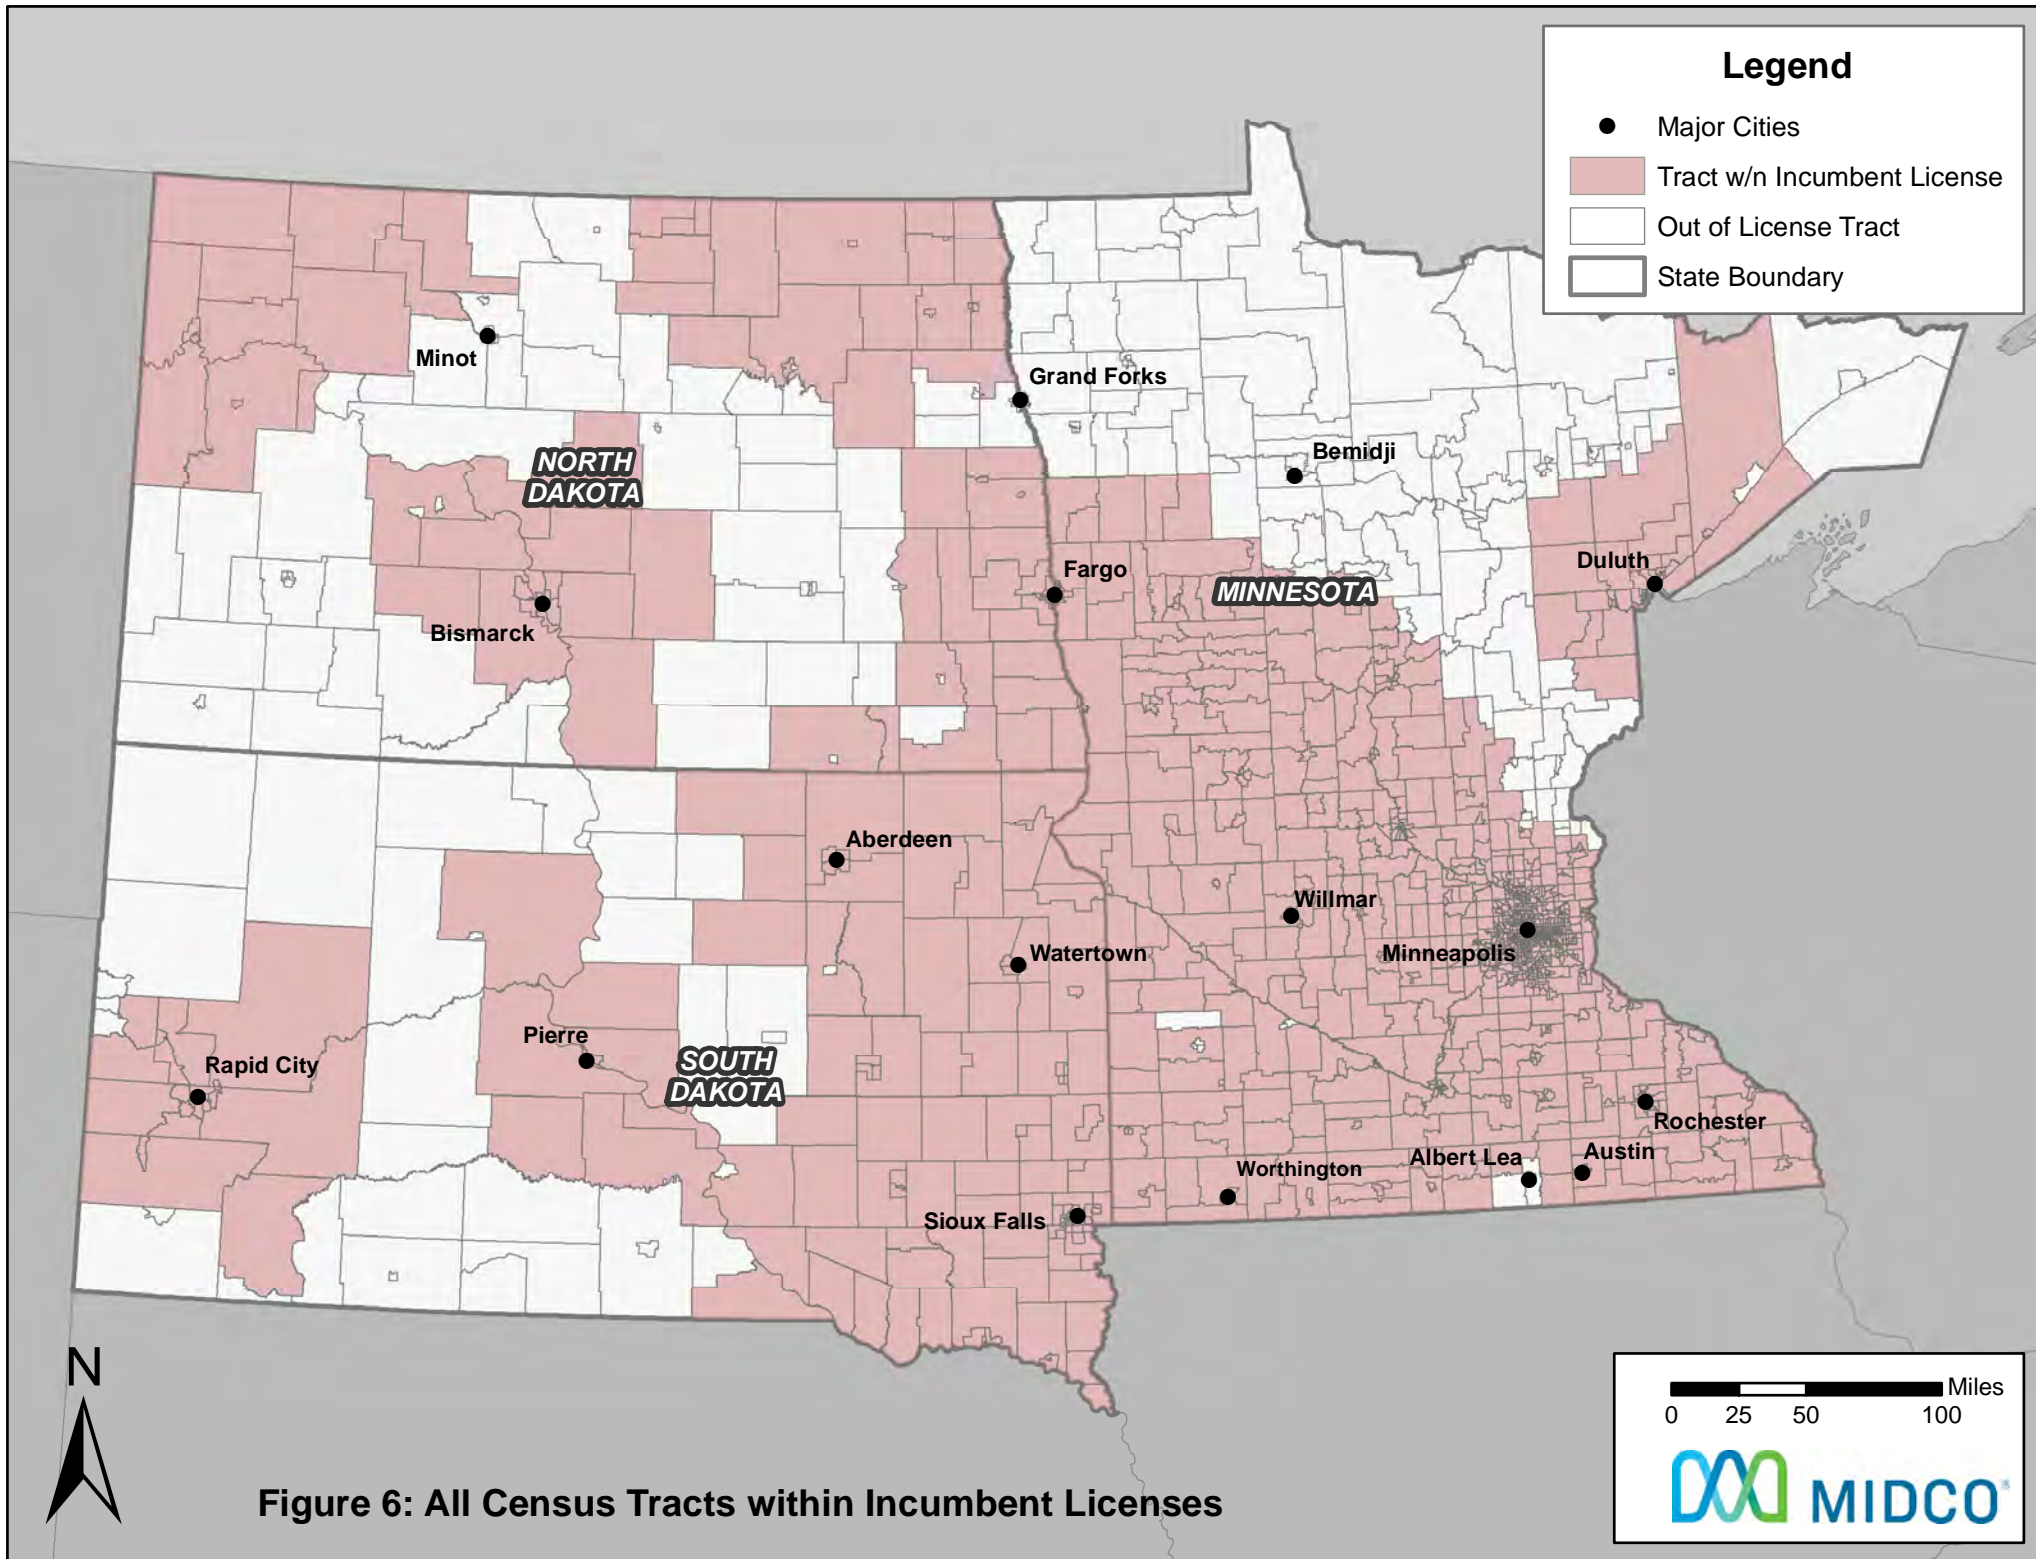 Legend
Major Cities
Tract w/n Incumbent License
Out of License Tract
State Boundary
Minot
Grand Forks
Bemidji
NORTH
DAKOTA
Fargo
Duluth
MINNESOTA
Bismarck
Aberdeen
Willmar
Watertown
Minneapolis
Pierre
Rapid City
SOUTH
DAKOTA
Rochester
Austin
Albert Lea
Worthington
Sioux Falls
N
Miles
0 25 50 100
MIDCO®
Figure 6: All Census Tracts within Incumbent Licenses